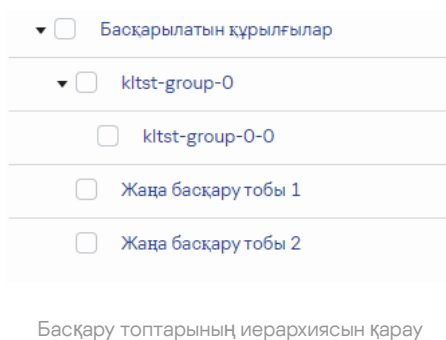 Басқарылатын құрылғылар
kltst-group-0
kltst-group-0-0
Жаңа басқару тобы 1
Жаңа басқару тобы 2
Басқару топтарының иерархиясын қарау